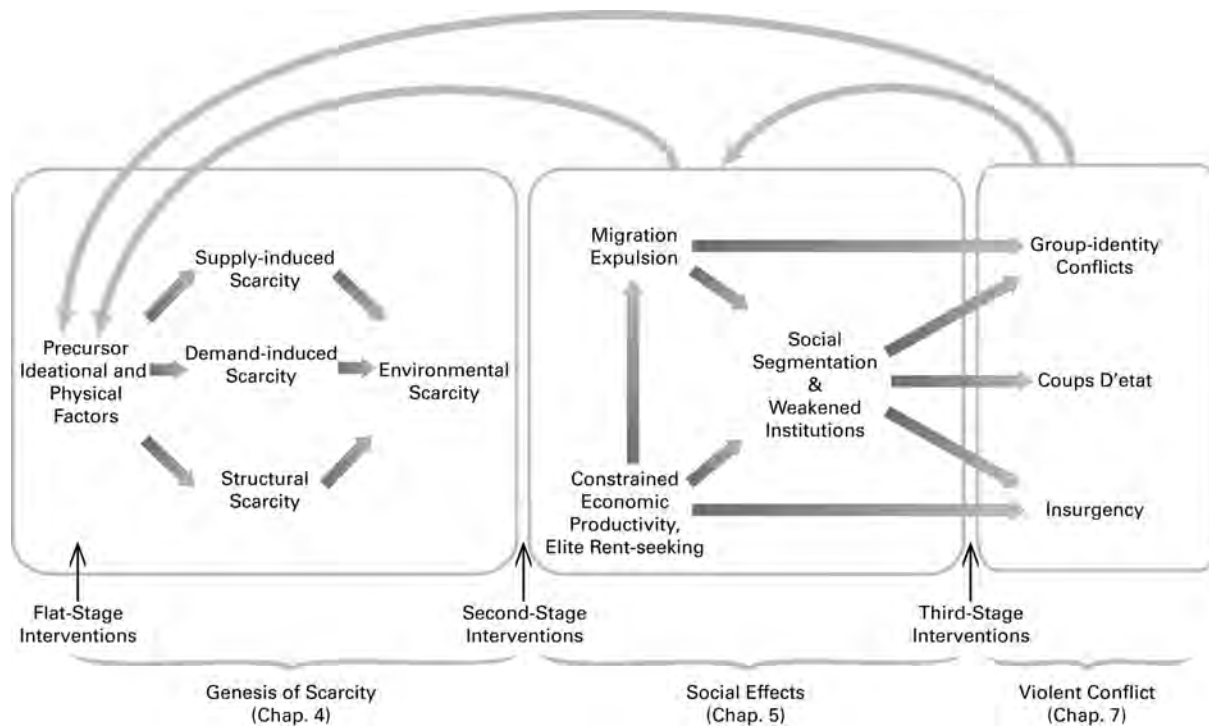 Supply-induced
Scarcity
Precursor
Ideational and
Physical
Factors
Demand-induced
Scarcity
Environmental
Scarcity
Structural
Scarcity
Migration
Expulsion
Social
Segmentation
&
Weakened
Institutions
Constrained
Economic
Productivity,
Elite Rent-seeking
Group-identity
Conflicts
Coups D'etat
Insurgency
Flat-Stage
Interventions
Second-Stage
Interventions
Third-Stage
Interventions
Genesis of Scarcity
(Chap. 4)
Social Effects
(Chap. 5)
Violent Conflict
(Chap. 7)